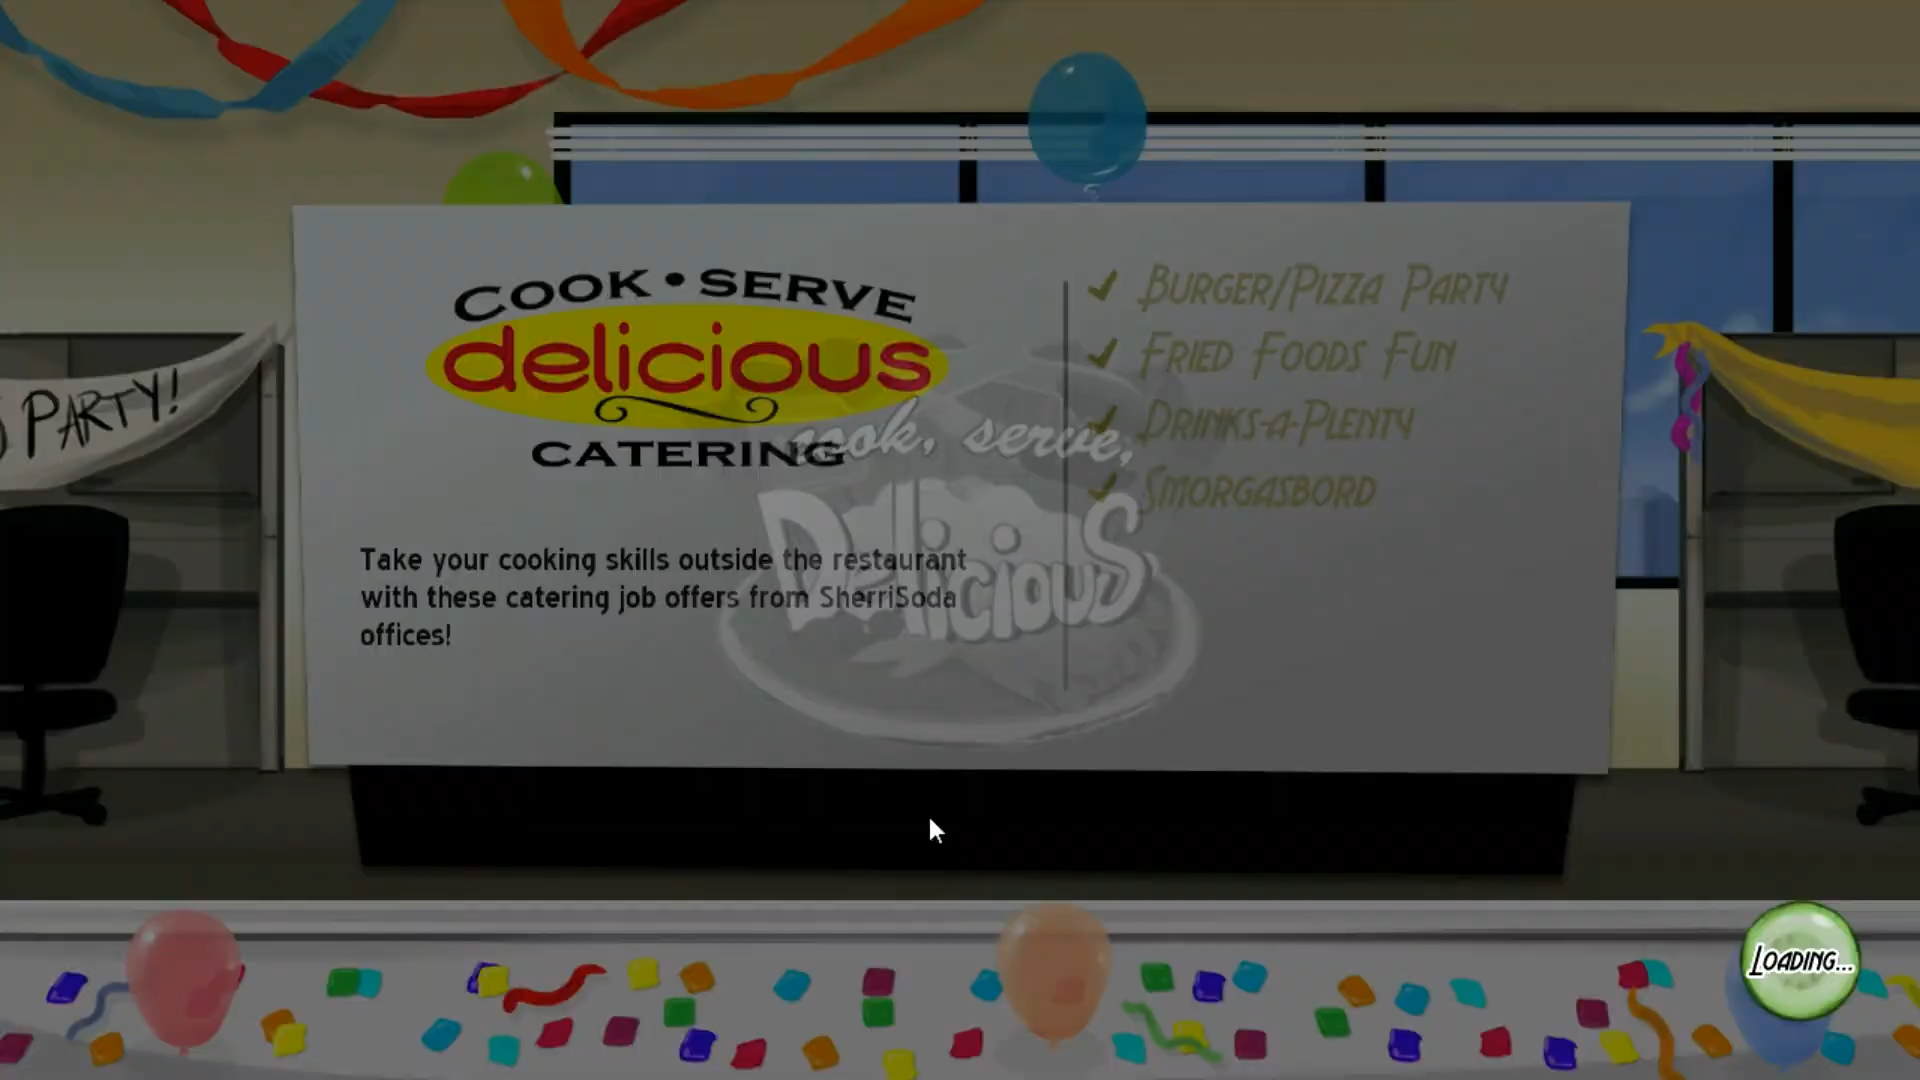 COOK • SERVE
delicious
CATERING
Take your cooking skills outside the restaurant
with these catering job offers from SherriSoda
offices!
BURGER/PIZZA PARTY
FRIED FOODS FUN
DRINKS-A-PLENTY
SMORGASBORD
cook, serve,
Delicious
PARTY!
LOADING...